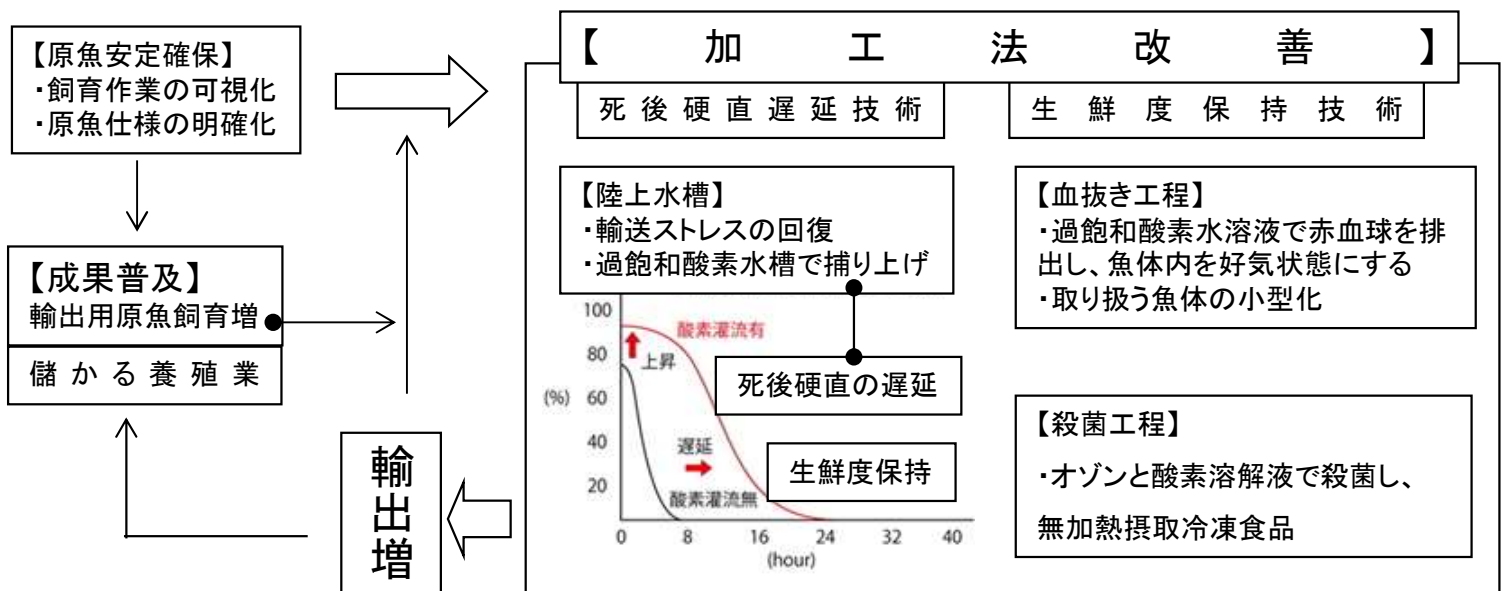 【原魚安定確保】
・飼育作業の可視化
・原魚仕様の明確化
【成果普及】
輸出用原魚飼育増
儲かる養殖業
輸出増
【加工法改善】
死後硬直遅延技術
生鮮度保持技術
【陸上水槽】
・輸送ストレスの回復
・過飽和酸素水槽で捕り上げ
100
80
(%) 60
40
20
0 8 16 24 32 40
(hour)
酸素灌流有
上昇
死後硬直の遅延
遅延
生鮮度保持
酸素灌流無
【血抜き工程】
・過飽和酸素水溶液で赤血球を排
出し、魚体内を好気状態にする
・取り扱う魚体の小型化
【殺菌工程】
・オゾンと酸素溶解液で殺菌し、
無加熱摂取冷凍食品